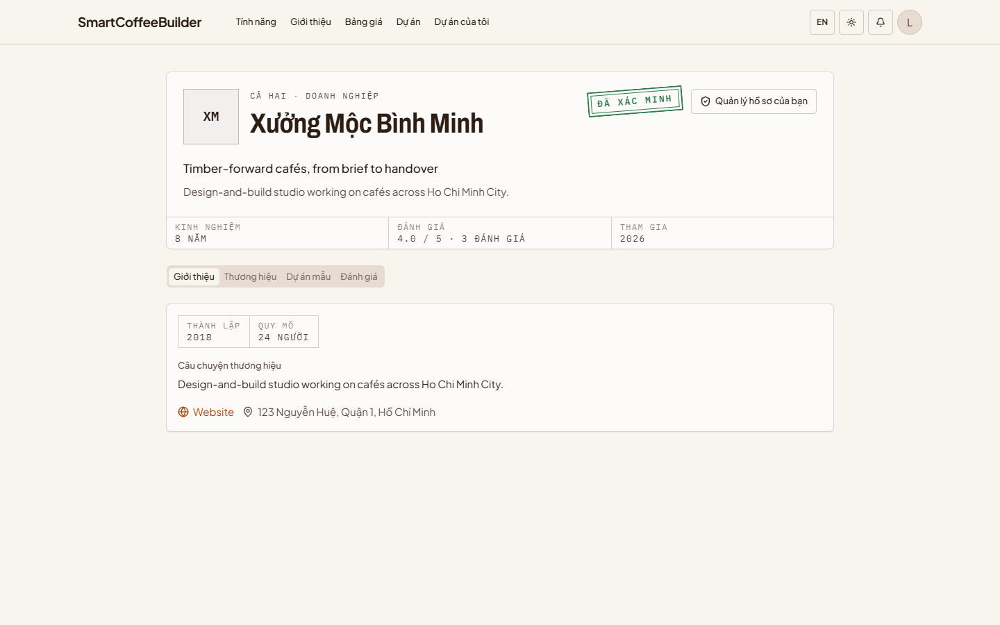 SmartCoffeeBuilder
Tính năng
Giới thiệu
Bảng giá
Dự án
Dự án của tôi
EN
L
XM
CẢ HAI · DOANH NGHIỆP
Xưởng Mộc Bình Minh
ĐÃ XÁC MINH
Quản lý hồ sơ của bạn
Timber-forward cafés, from brief to handover
Design-and-build studio working on cafés across Ho Chi Minh City.
KINH NGHIỆM
8 NĂM
ĐÁNH GIÁ
4.0 / 5 · 3 ĐÁNH GIÁ
THAM GIA
2026
Giới thiệu
Thương hiệu
Dự án mẫu
Đánh giá
THÀNH LẬP
2018
QUY MÔ
24 NGƯỜI
Câu chuyện thương hiệu
Design-and-build studio working on cafés across Ho Chi Minh City.
Website
123 Nguyễn Huệ, Quận 1, Hồ Chí Minh